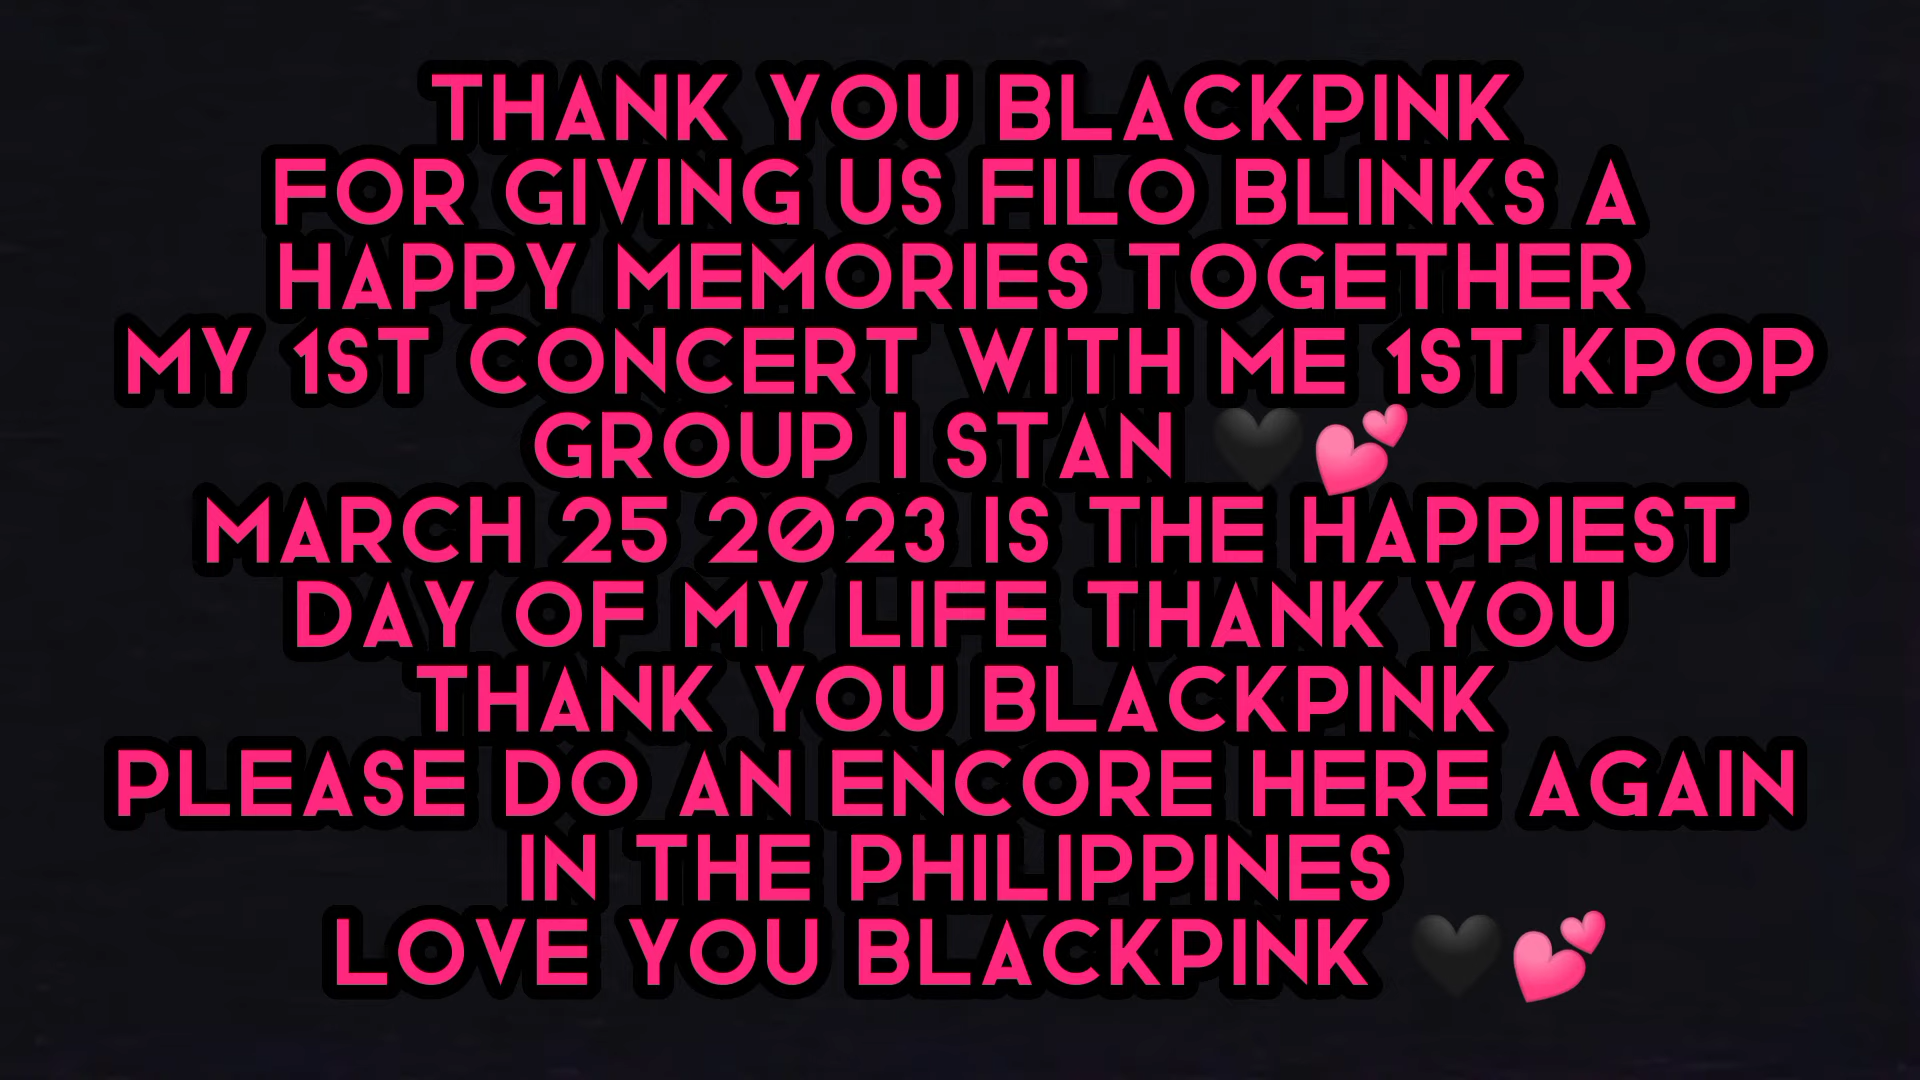 THANK YOU BLACKPINK
FOR GIVING US FILO BLINKS A
HAPPY MEMORIES TOGETHER
MY 1ST CONCERT WITH ME 1ST KPOP
GROUP I STAN 🖤💕
MARCH 25 2023 IS THE HAPPIEST
DAY OF MY LIFE THANK YOU
THANK YOU BLACKPINK
PLEASE DO AN ENCORE HERE AGAIN
IN THE PHILIPPINES
LOVE YOU BLACKPINK 🖤💕